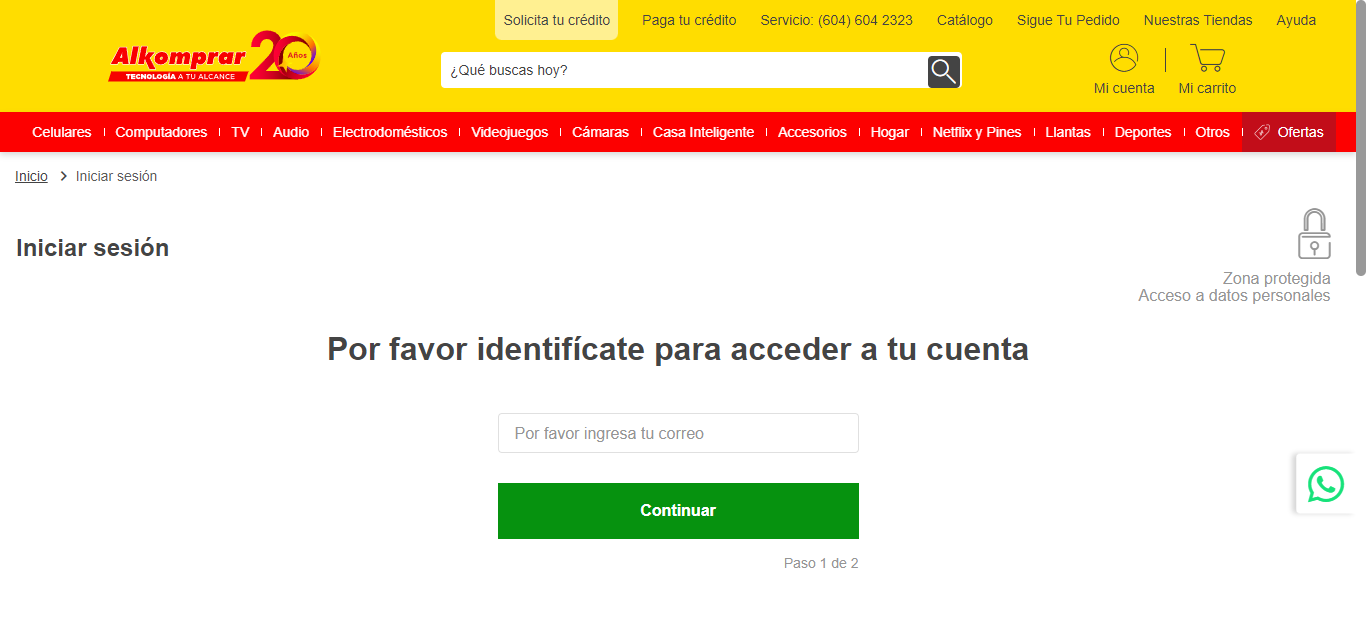 Solicita tu crédito Paga tu crédito Servicio: (604) 604 2323 Catálogo Sigue Tu Pedido Nuestras Tiendas Ayuda
Alkomprar 20 Años
TECNOLOGÍA A TU ALCANCE
¿Qué buscas hoy?
Mi cuenta Mi carrito
Celulares Computadores TV Audio Electrodomésticos Videojuegos Cámaras Casa Inteligente Accesorios Hogar Netflix y Pines Llantas Deportes Otros Ofertas
Inicio Iniciar sesión
Iniciar sesión
Zona protegida
Acceso a datos personales
Por favor identifícate para acceder a tu cuenta
Por favor ingresa tu correo
Continuar
Paso 1 de 2